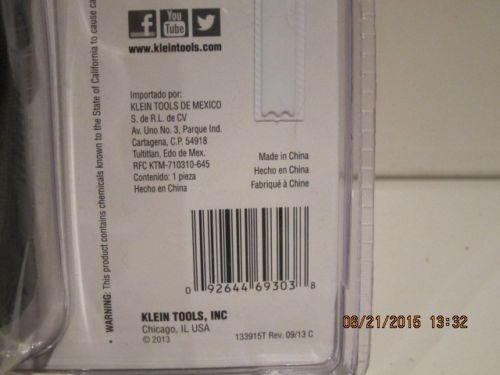 f You Tube
www.kleintools.com
Importado por:
KLEIN TOOLS DE MEXICO
S. de R.L. de CV
Av. Uno No. 3, Parque Ind.
Cartagena, C.P. 54918
Tultitlan, Edo de Mex.
RFC KTM-710310-645
Contenido: 1 pieza
Hecho en China
Made in China
Hecho en China
Fabriqué à Chine
0 92644 69303 8
KLEIN TOOLS, INC
Chicago, IL USA
© 2013
133915T Rev. 09/13 C
WARNING: This product contains chemicals known to the State of California to cause ca
06/21/2015 13:32